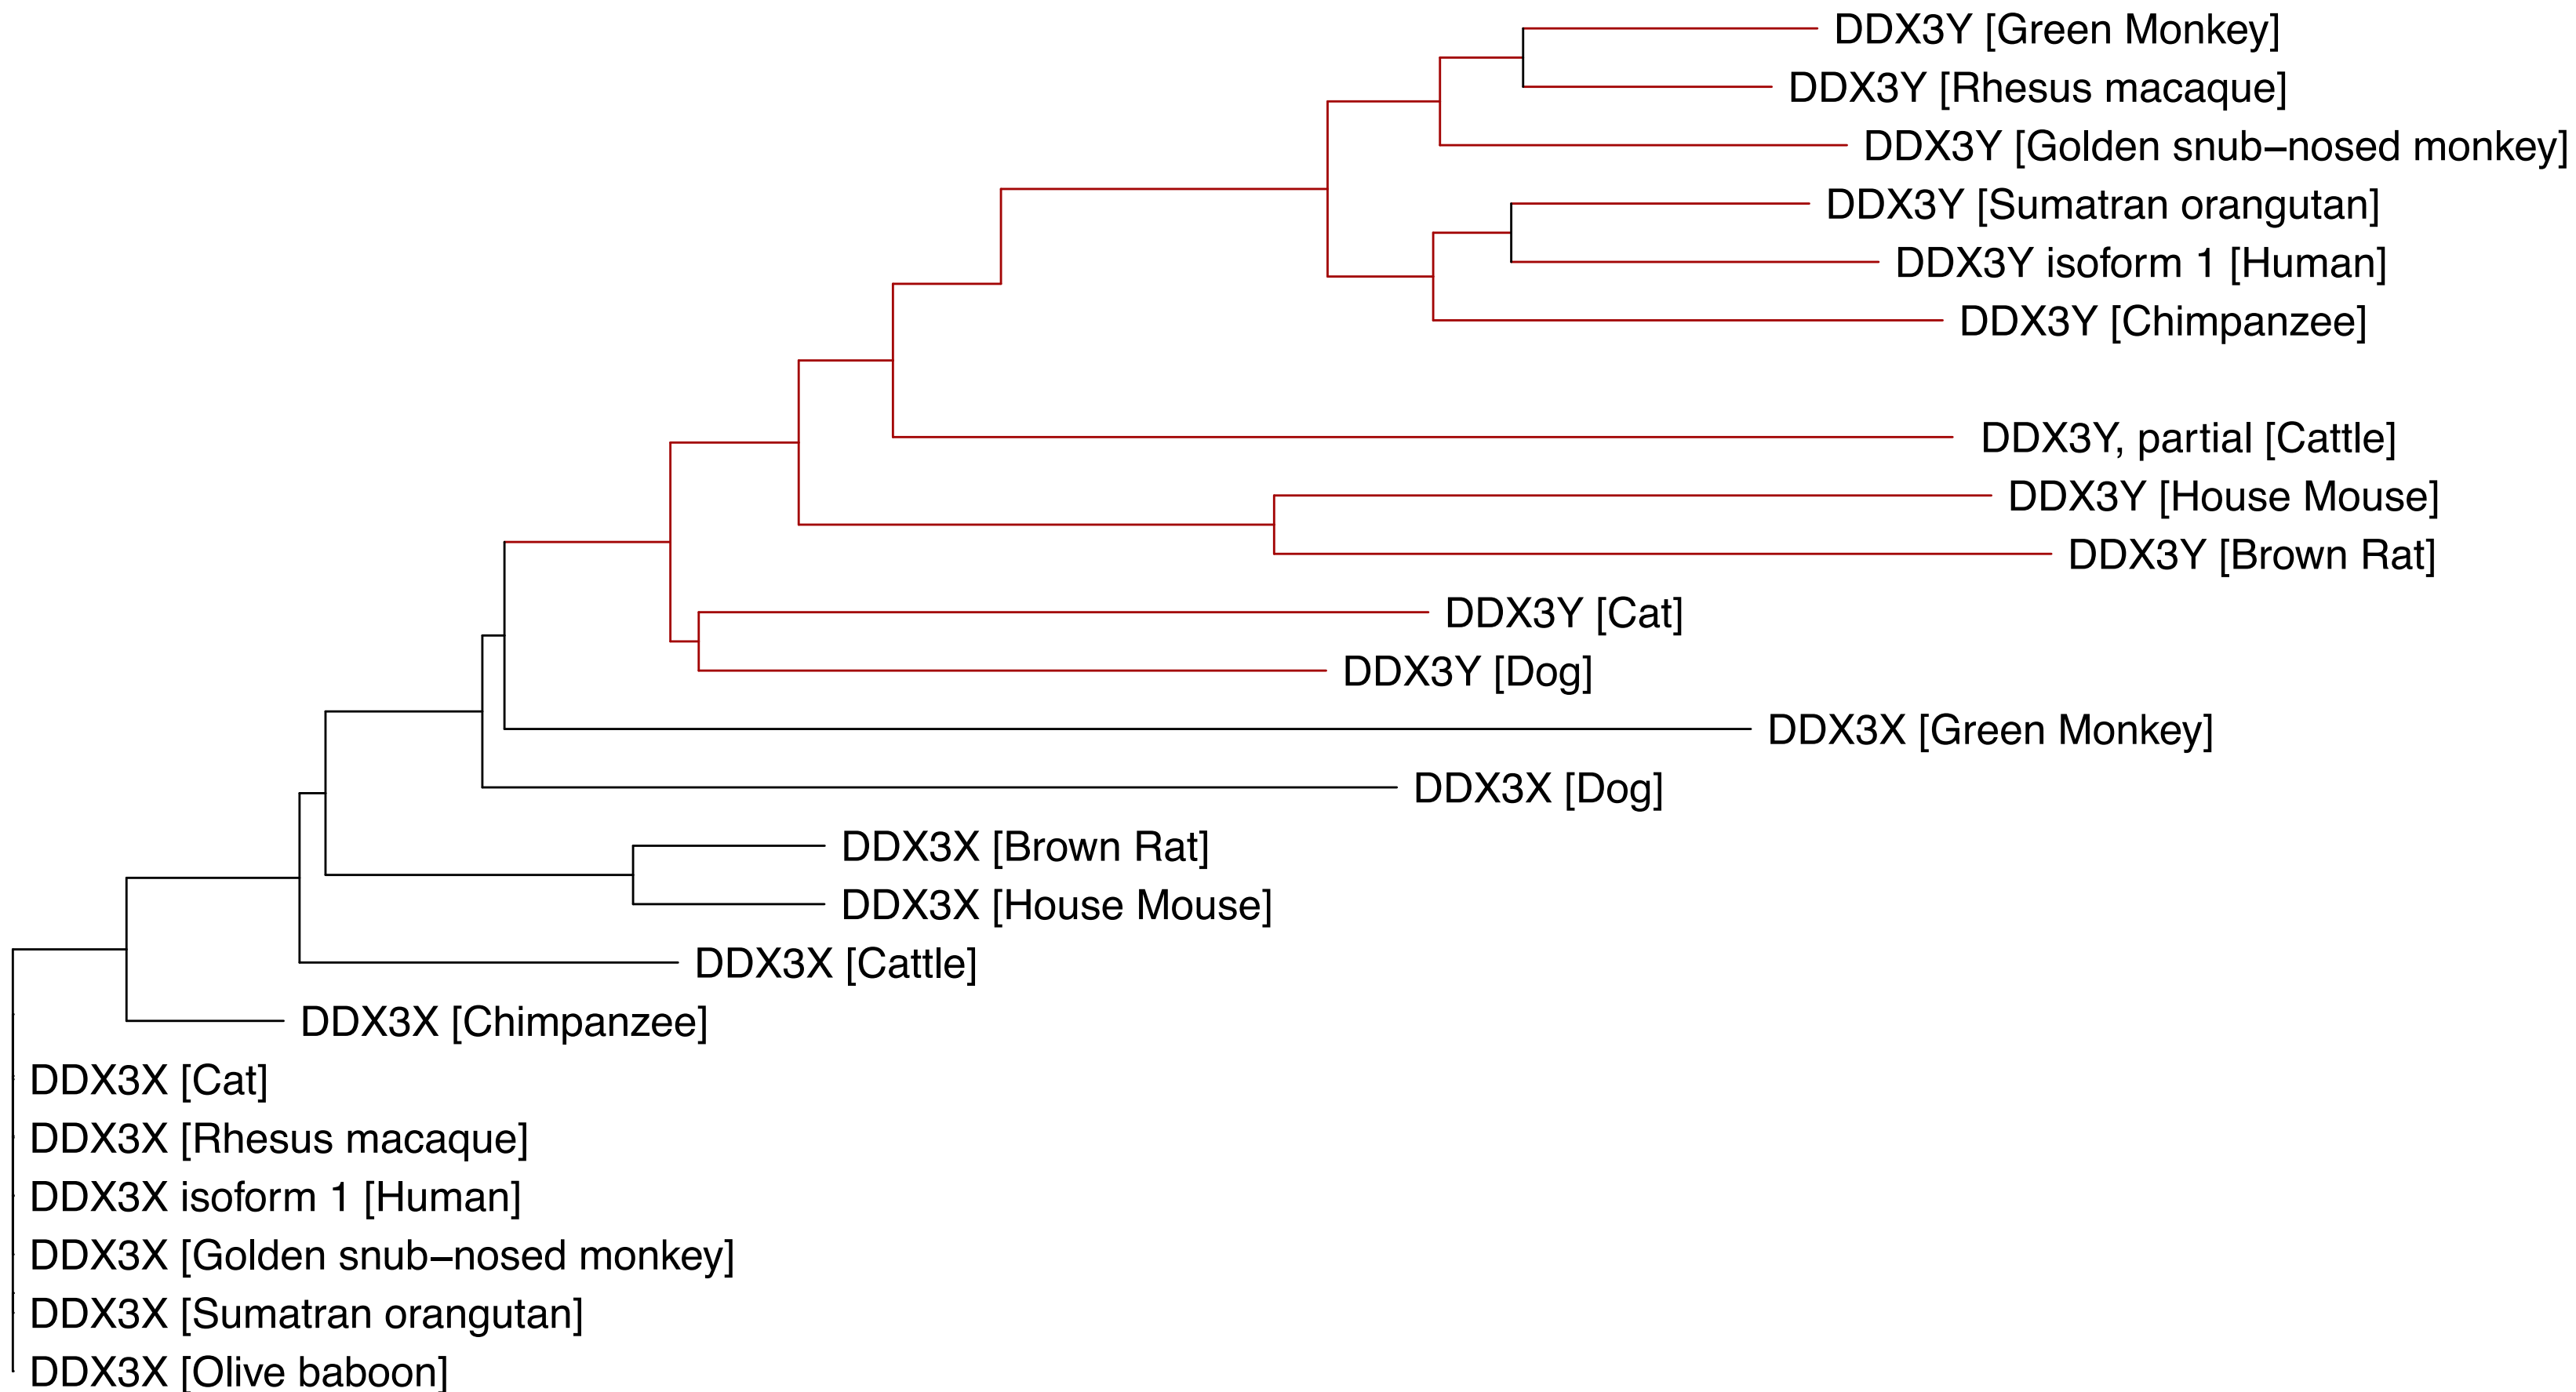 DDX3Y [Green Monkey]
DDX3Y [Rhesus macaque]
DDX3Y [Golden snub−nosed monkey]
DDX3Y [Sumatran orangutan]
DDX3Y isoform 1 [Human]
DDX3Y [Chimpanzee]
DDX3Y, partial [Cattle]
DDX3Y [House Mouse]
DDX3Y [Brown Rat]
DDX3Y [Cat]
DDX3Y [Dog]
DDX3X [Green Monkey]
DDX3X [Dog]
DDX3X [Brown Rat]
DDX3X [House Mouse]
DDX3X [Cattle]
DDX3X [Chimpanzee]
DDX3X [Cat]
DDX3X [Rhesus macaque]
DDX3X isoform 1 [Human]
DDX3X [Golden snub−nosed monkey]
DDX3X [Sumatran orangutan]
DDX3X [Olive baboon]